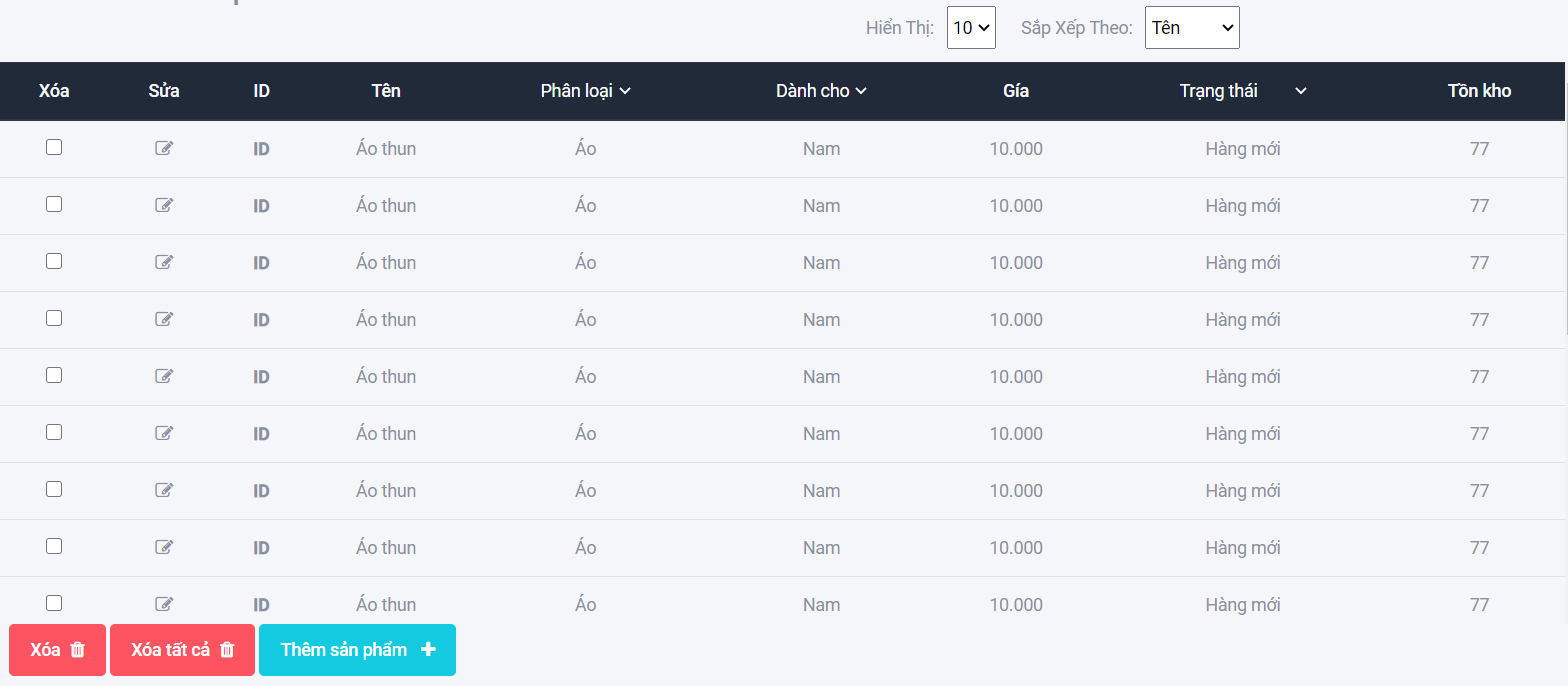 Hiển Thị: 10 Sắp Xếp Theo: Tên
Xóa Sửa ID Tên Phân loại Dành cho Gía Trạng thái Tồn kho
ID Áo thun Áo Nam 10.000 Hàng mới 77
ID Áo thun Áo Nam 10.000 Hàng mới 77
ID Áo thun Áo Nam 10.000 Hàng mới 77
ID Áo thun Áo Nam 10.000 Hàng mới 77
ID Áo thun Áo Nam 10.000 Hàng mới 77
ID Áo thun Áo Nam 10.000 Hàng mới 77
ID Áo thun Áo Nam 10.000 Hàng mới 77
ID Áo thun Áo Nam 10.000 Hàng mới 77
ID Áo thun Áo Nam 10.000 Hàng mới 77
Xóa Xóa tất cả Thêm sản phẩm